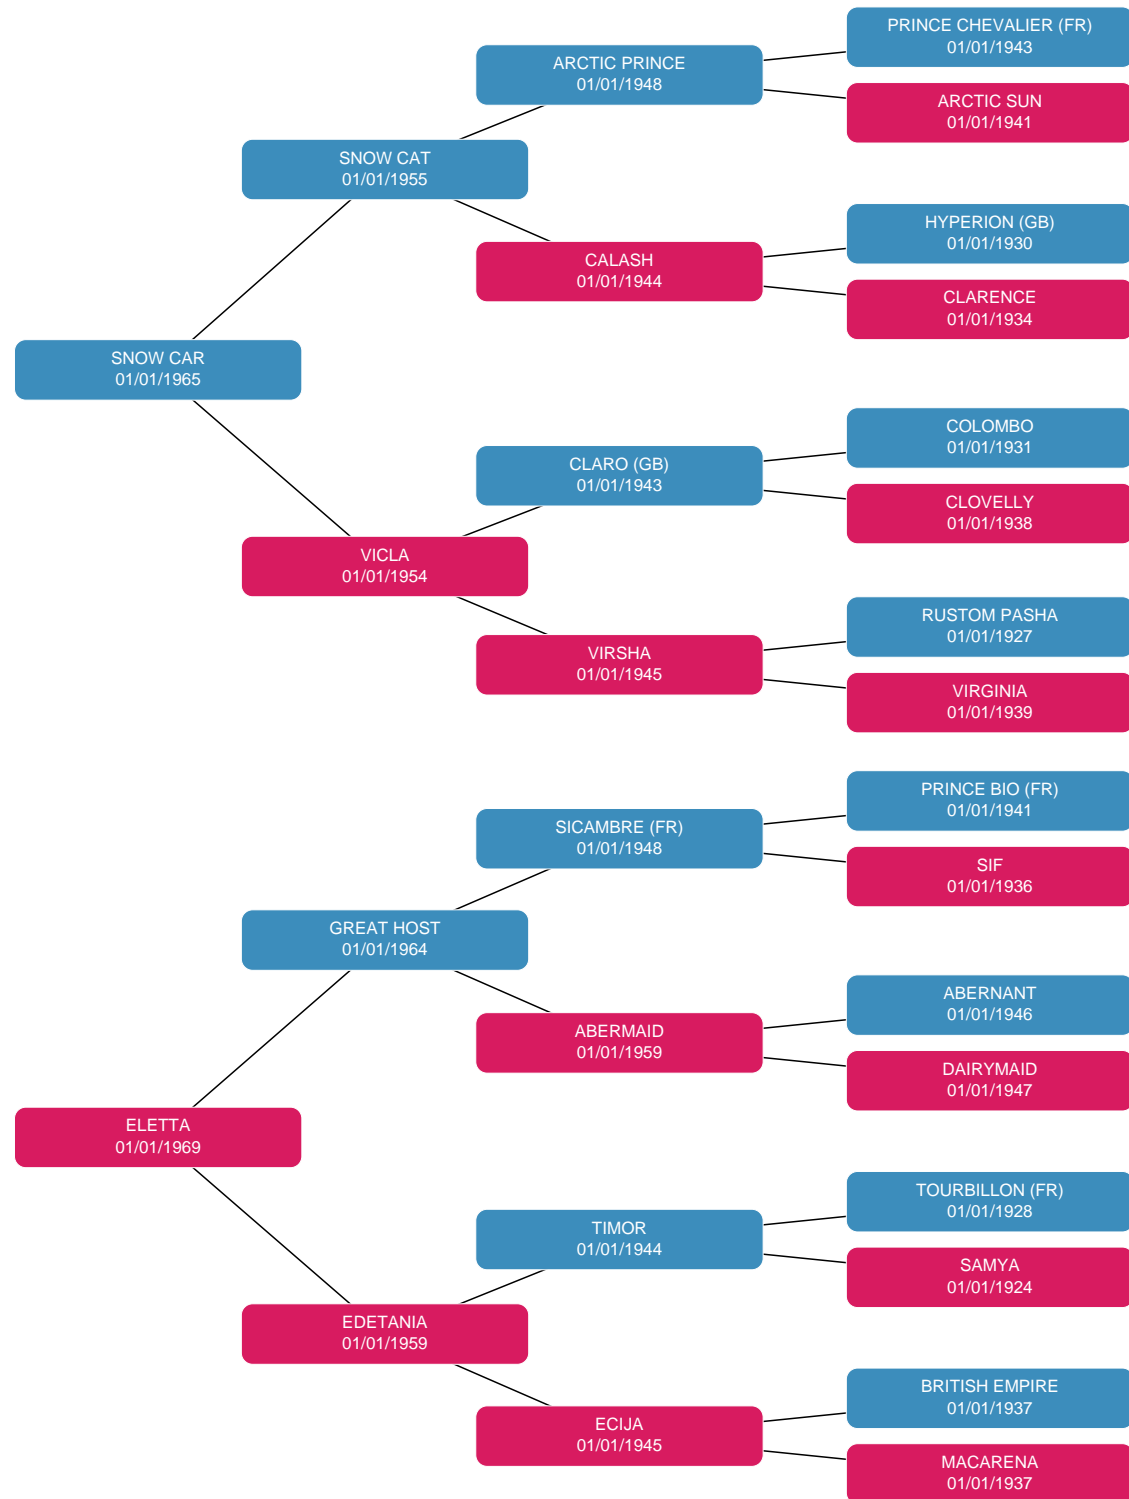 PRINCE CHEVALIER (FR)
01/01/1943
ARCTIC PRINCE
01/01/1948
ARCTIC SUN
01/01/1941
SNOW CAT
01/01/1955
HYPERION (GB)
01/01/1930
CALASH
01/01/1944
CLARENCE
01/01/1934
SNOW CAR
01/01/1965
COLOMBO
01/01/1931
CLARO (GB)
01/01/1943
CLOVELLY
01/01/1938
VICLA
01/01/1954
RUSTOM PASHA
01/01/1927
VIRSHA
01/01/1945
VIRGINIA
01/01/1939
PRINCE BIO (FR)
01/01/1941
SICAMBRE (FR)
01/01/1948
SIF
01/01/1936
GREAT HOST
01/01/1964
ABERNANT
01/01/1946
ABERMAID
01/01/1959
DAIRYMAID
01/01/1947
ELETTA
01/01/1969
TOURBILLON (FR)
01/01/1928
TIMOR
01/01/1944
SAMYA
01/01/1924
EDETANIA
01/01/1959
BRITISH EMPIRE
01/01/1937
ECIJA
01/01/1945
MACARENA
01/01/1937